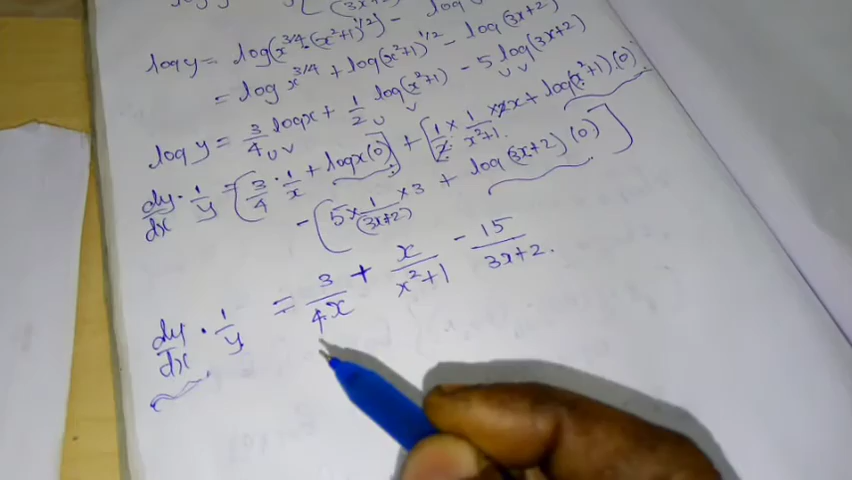 log y = log(x^3/4 . (x²+1)^1/2) - log(3x+2)
= log x^3/4 + log(x²+1)^1/2 - log(3x+2)
log y = 3/4 log x + 1/2 log(x²+1) - 5 log(3x+2)
dy/dx . 1/y = [3/4 . 1/x + log x (0)] + [1/2 × 1/x²+1 × 2x + log(x²+1)(0)]
- [5 × 1/(3x+2) × 3 + log(3x+2)(0)]
dy/dx . 1/y = 3/4x + x/x²+1 - 15/3x+2.